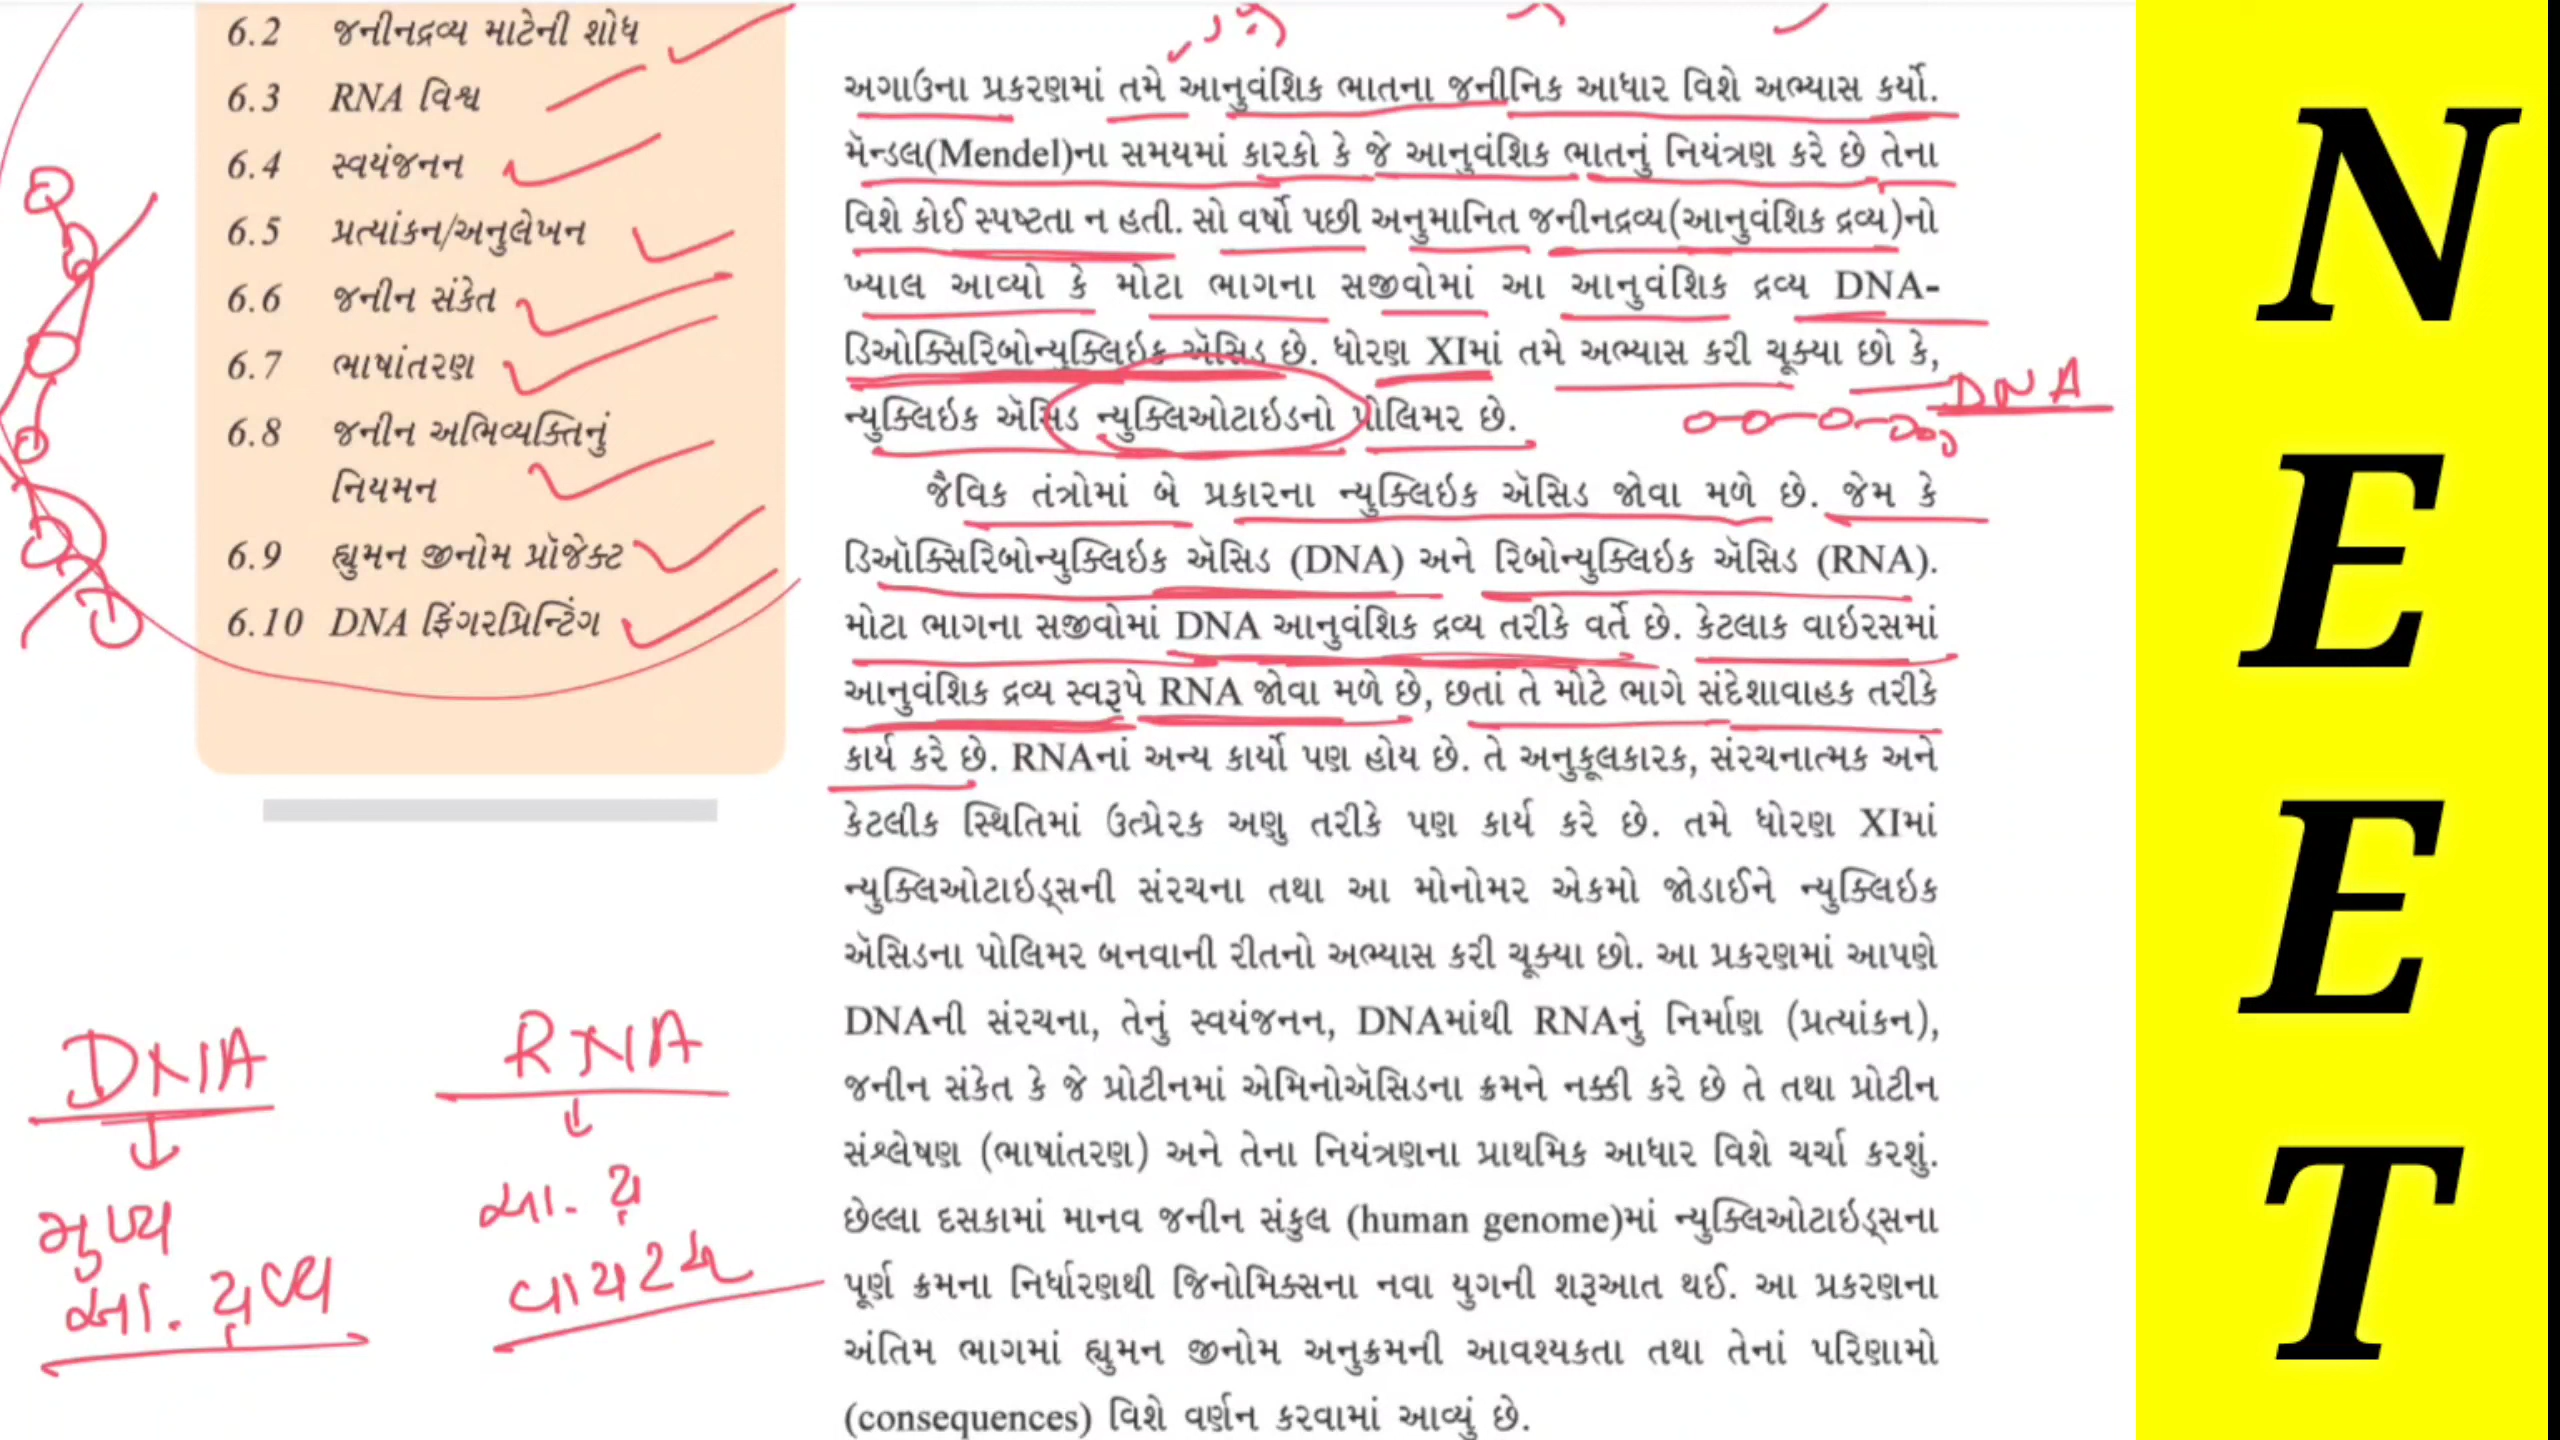 6.2 જનીનદ્રવ્ય માટેની શોધ
6.3 RNA વિશ્વ
6.4 સ્વયંજનન
6.5 પ્રત્યાંકન/અનુલેખન
6.6 જનીન સંકેત
6.7 ભાષાંતરણ
6.8 જનીન અભિવ્યક્તિનું
નિયમન
6.9 હ્યુમન જીનોમ પ્રૉજેક્ટ
6.10 DNA ફિંગરપ્રિન્ટિંગ
DNA
મુખ્ય
આ. દ્રવ્ય
RNA
આ. દ્ર
વાયરસ
અગાઉના પ્રકરણમાં તમે આનુવંશિક ભાતના જનીનિક આધાર વિશે અભ્યાસ કર્યો.
મૅન્ડલ(Mendel)ના સમયમાં કારકો કે જે આનુવંશિક ભાતનું નિયંત્રણ કરે છે તેના
વિશે કોઈ સ્પષ્ટતા ન હતી. સો વર્ષો પછી અનુમાનિત જનીનદ્રવ્ય(આનુવંશિક દ્રવ્ય)નો
ખ્યાલ આવ્યો કે મોટા ભાગના સજીવોમાં આ આનુવંશિક દ્રવ્ય DNA-
ડિઓક્સિરિબોન્યુક્લિઇક ઍસિડ છે. ધોરણ XIમાં તમે અભ્યાસ કરી ચૂક્યા છો કે,
ન્યુક્લિઇક ઍસિડ ન્યુક્લિઓટાઇડનો પોલિમર છે.
DNA
જૈવિક તંત્રોમાં બે પ્રકારના ન્યુક્લિઇક ઍસિડ જોવા મળે છે. જેમ કે
ડિઑક્સિરિબોન્યુક્લિઇક ઍસિડ (DNA) અને રિબોન્યુક્લિઇક ઍસિડ (RNA).
મોટા ભાગના સજીવોમાં DNA આનુવંશિક દ્રવ્ય તરીકે વર્તે છે. કેટલાક વાઇરસમાં
આનુવંશિક દ્રવ્ય સ્વરૂપે RNA જોવા મળે છે, છતાં તે મોટે ભાગે સંદેશાવાહક તરીકે
કાર્ય કરે છે. RNAનાં અન્ય કાર્યો પણ હોય છે. તે અનુકૂલકારક, સંરચનાત્મક અને
કેટલીક સ્થિતિમાં ઉત્પ્રેરક અણુ તરીકે પણ કાર્ય કરે છે. તમે ધોરણ XIમાં
ન્યુક્લિઓટાઇડ્સની સંરચના તથા આ મોનોમર એકમો જોડાઈને ન્યુક્લિઇક
ઍસિડના પોલિમર બનવાની રીતનો અભ્યાસ કરી ચૂક્યા છો. આ પ્રકરણમાં આપણે
DNAની સંરચના, તેનું સ્વયંજનન, DNAમાંથી RNAનું નિર્માણ (પ્રત્યાંકન),
જનીન સંકેત કે જે પ્રોટીનમાં એમિનોઍસિડના ક્રમને નક્કી કરે છે તે તથા પ્રોટીન
સંશ્લેષણ (ભાષાંતરણ) અને તેના નિયંત્રણના પ્રાથમિક આધાર વિશે ચર્ચા કરશું.
છેલ્લા દસકામાં માનવ જનીન સંકુલ (human genome)માં ન્યુક્લિઓટાઇડ્સના
પૂર્ણ ક્રમના નિર્ધારણથી જિનોમિક્સના નવા યુગની શરૂઆત થઈ. આ પ્રકરણના
અંતિમ ભાગમાં હ્યુમન જીનોમ અનુક્રમની આવશ્યકતા તથા તેનાં પરિણામો
(consequences) વિશે વર્ણન કરવામાં આવ્યું છે.
N
E
E
T